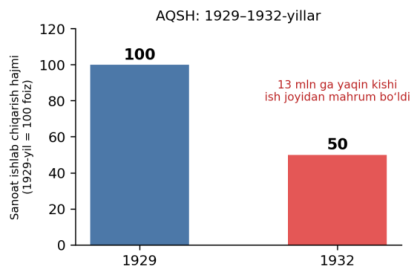 AQSH: 1929–1932-yillar
Sanoat ishlab chiqarish hajmi
(1929-yil = 100 foiz)
120
100
80
60
40
20
0
100
50
13 mln ga yaqin kishi
ish joyidan mahrum bo‘ldi
1929
1932